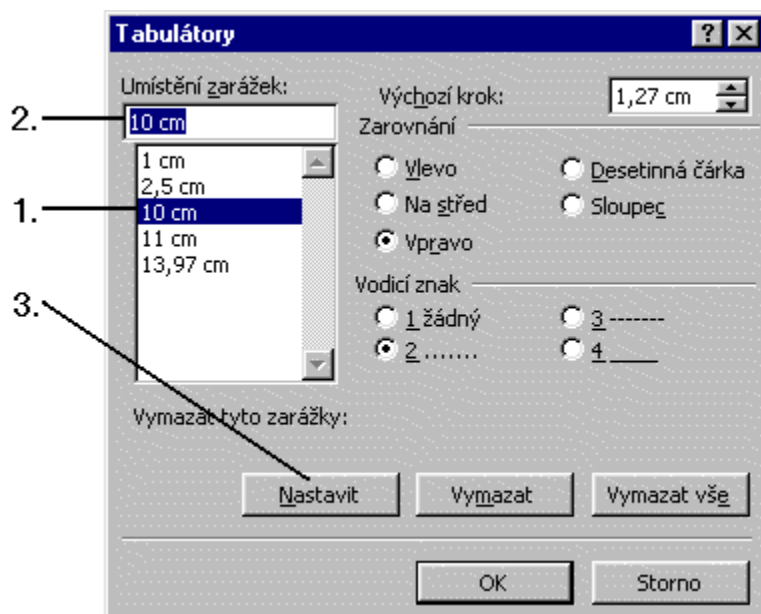 Tabulátory
Umístění zarážek:
Výchozí krok:
1,27 cm
2.
10 cm
Zarovnání
1 cm
Vlevo
Desetinná čárka
2,5 cm
1.
10 cm
Na střed
Sloupec
11 cm
Vpravo
13,97 cm
Vodicí znak
3.
1 žádný
3 -------
2 .......
4 ____
Vymazat tyto zarážky:
Nastavit
Vymazat
Vymazat vše
OK
Storno